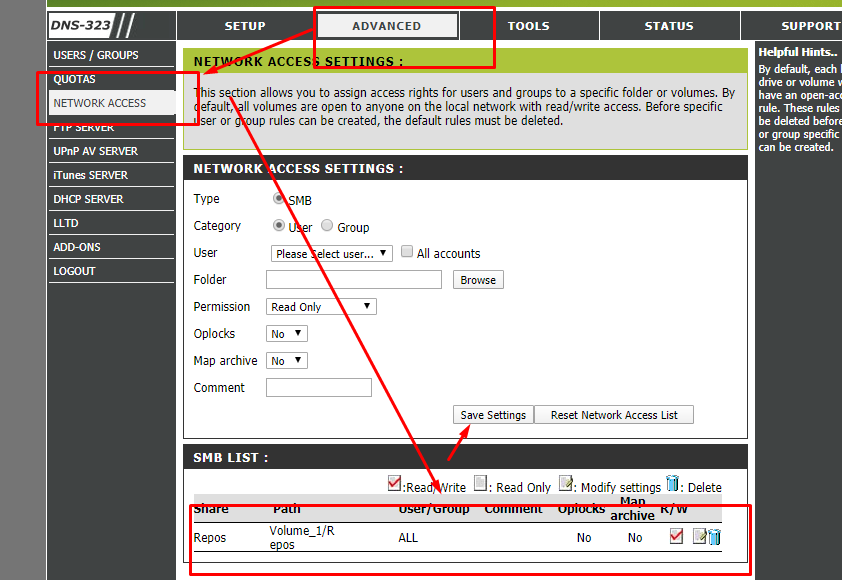 DNS-323
SETUP
ADVANCED
TOOLS
STATUS
SUPPORT
USERS / GROUPS
QUOTAS
NETWORK ACCESS
FTP SERVER
UPnP AV SERVER
iTunes SERVER
DHCP SERVER
LLTD
ADD-ONS
LOGOUT
NETWORK ACCESS SETTINGS :
This section allows you to assign access rights for users and groups to a specific folder or volumes. By
default, all volumes are open to anyone on the local network with read/write access. Before specific
user or group rules can be created, the default rules must be deleted.
NETWORK ACCESS SETTINGS :
Type SMB
Category User Group
User Please Select user... All accounts
Folder Browse
Permission Read Only
Oplocks No
Map archive No
Comment
Save Settings Reset Network Access List
SMB LIST :
:Read/Write : Read Only : Modify settings : Delete
Share Path User/Group Comment Oplocks Map archive R/W
Repos Volume_1/R
epos ALL No No
Helpful Hints..
By default, each
drive or volume
have an open-acc
rule. These rules
be deleted before
or group specific
can be created.